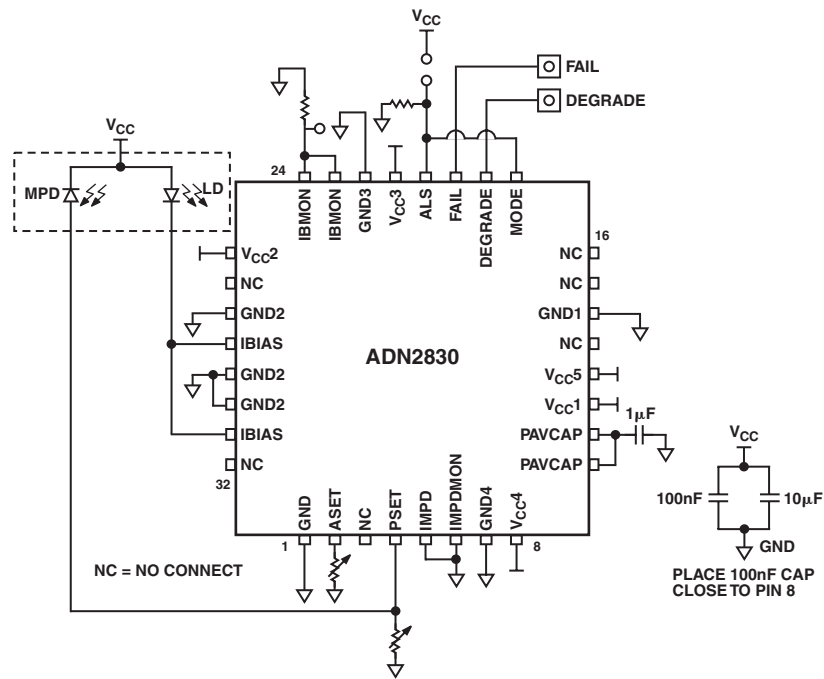 VCC
FAIL
DEGRADE
VCC
MPD
LD
24
IBMON
IBMON
GND3
VCC3
ALS
FAIL
DEGRADE
MODE
16
VCC2
NC
GND2
IBIAS
GND2
GND2
IBIAS
NC
32
ADN2830
NC
NC
GND1
NC
VCC5
VCC1
PAVCAP
PAVCAP
1µF
VCC
100nF
10µF
GND
PLACE 100nF CAP
CLOSE TO PIN 8
1
GND
ASET
NC
PSET
IMPD
IMPDMON
GND4
VCC4
8
NC = NO CONNECT